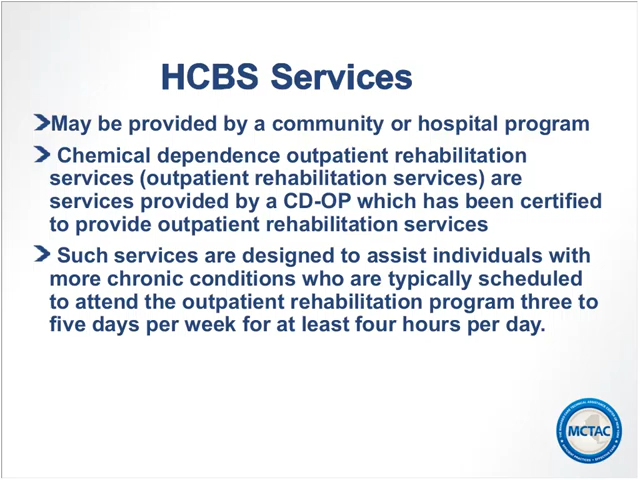 HCBS Services
May be provided by a community or hospital program
Chemical dependence outpatient rehabilitation
services (outpatient rehabilitation services) are
services provided by a CD-OP which has been certified
to provide outpatient rehabilitation services
Such services are designed to assist individuals with
more chronic conditions who are typically scheduled
to attend the outpatient rehabilitation program three to
five days per week for at least four hours per day.
MCTAC